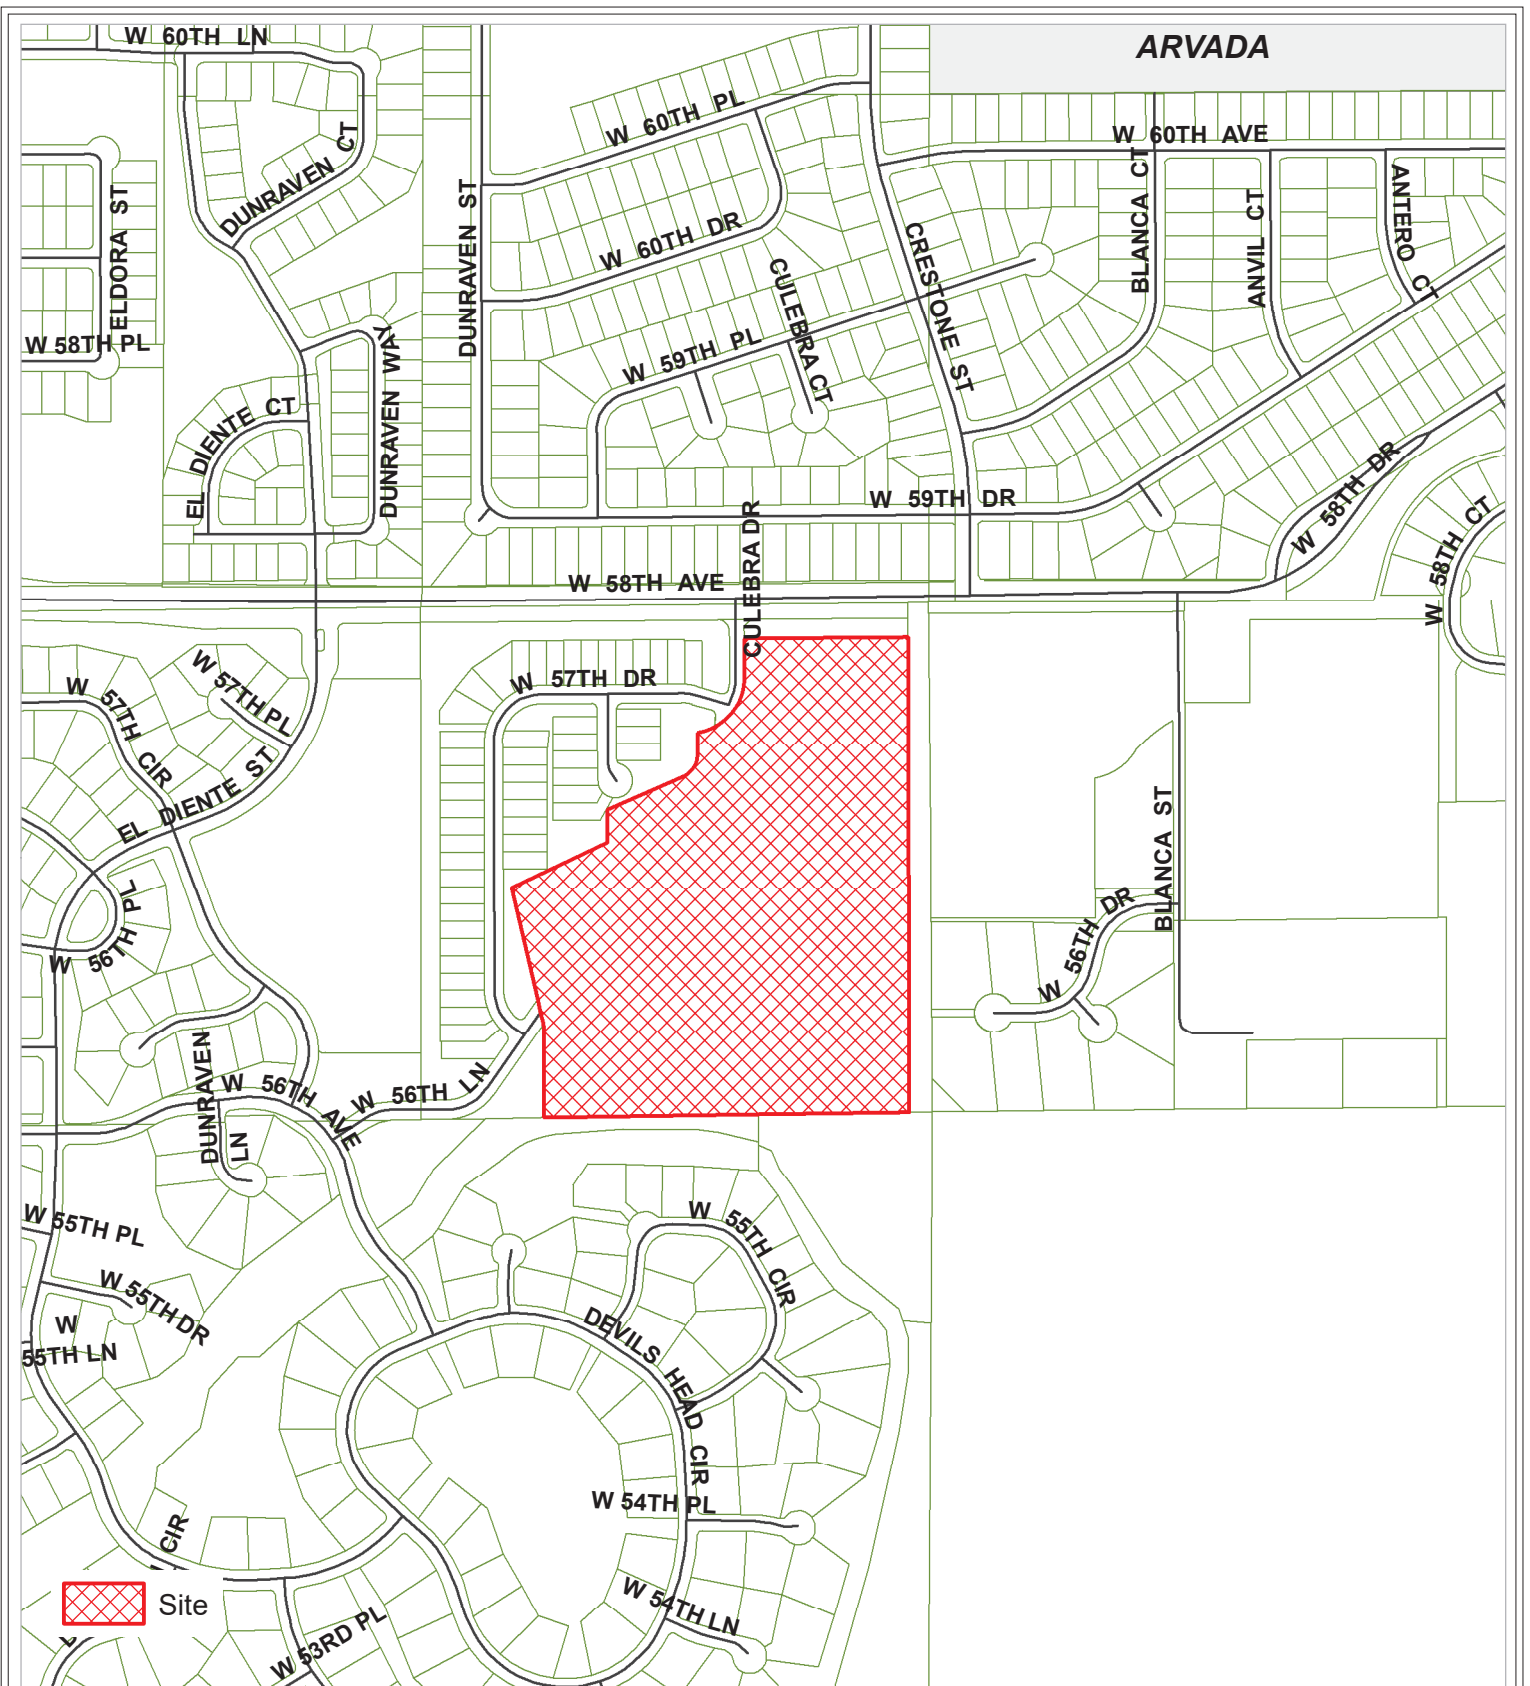 W 60TH LN
ARVADA
W 60TH PL
W 60TH AVE
DUNRAVEN CT
ELDORA ST
DUNRAVEN ST
W 60TH DR
CULEBRA CT
CRESTONE ST
BLANCA CT
ANVIL CT
ANTERO CT
W 58TH PL
DUNRAVEN WAY
W 59TH PL
EL DIENTE CT
W 59TH DR
W 58TH DR
W 58TH CT
CULEBRA DR
W 58TH AVE
W 57TH PL
W 57TH CIR
W 57TH DR
EL DIENTE ST
BLANCA ST
W 56TH PL
W 56TH DR
DUNRAVEN LN
W 56TH AVE
W 56TH LN
W 55TH PL
W 55TH CIR
W 55TH DR
W 55TH LN
DEVILS HEAD CIR
W 54TH PL
CIR
Site
W 54TH LN
W 53RD PL